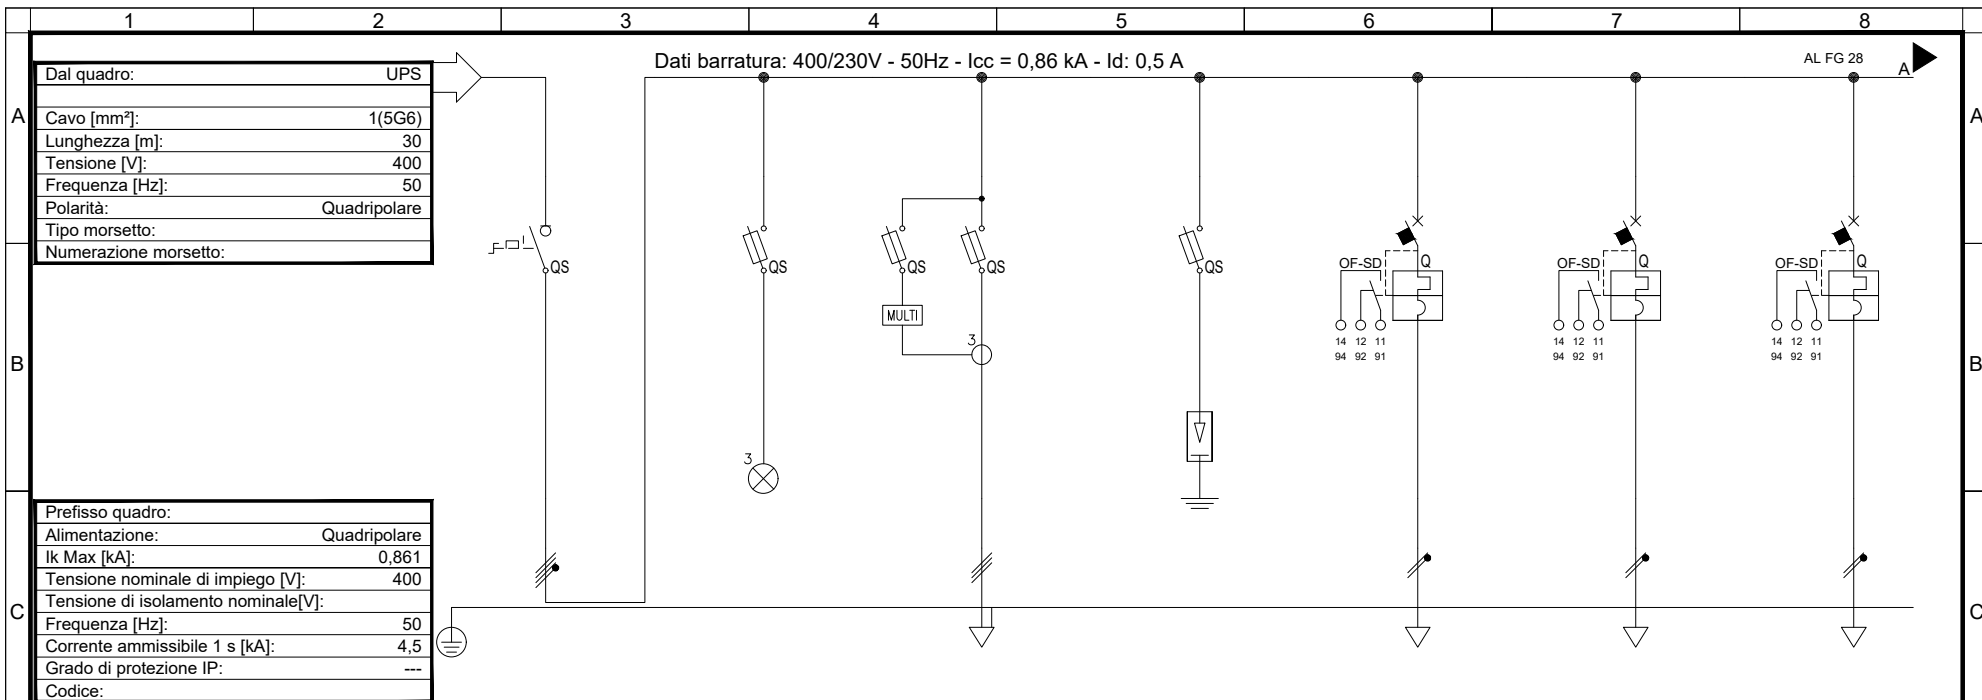 1 2 3 4 5 6 7 8
Dati barratura: 400/230V - 50Hz - Icc = 0,86 kA - Id: 0,5 A
AL FG 28
A
A
A
Dal quadro: UPS
Cavo [mm²]: 1(5G6)
Lunghezza [m]: 30
Tensione [V]: 400
Frequenza [Hz]: 50
Polarità: Quadripolare
Tipo morsetto:
Numerazione morsetto:
QS QS QS QS QS
OF-SD Q OF-SD Q OF-SD Q
MULTI
14 12 11 14 12 11 14 12 11
94 92 91 94 92 91 94 92 91
3
B
B
3
Prefisso quadro:
Alimentazione: Quadripolare
Ik Max [kA]: 0,861
Tensione nominale di impiego [V]: 400
Tensione di isolamento nominale[V]:
Frequenza [Hz]: 50
Corrente ammissibile 1 s [kA]: 4,5
Grado di protezione IP: ---
Codice:
C
C